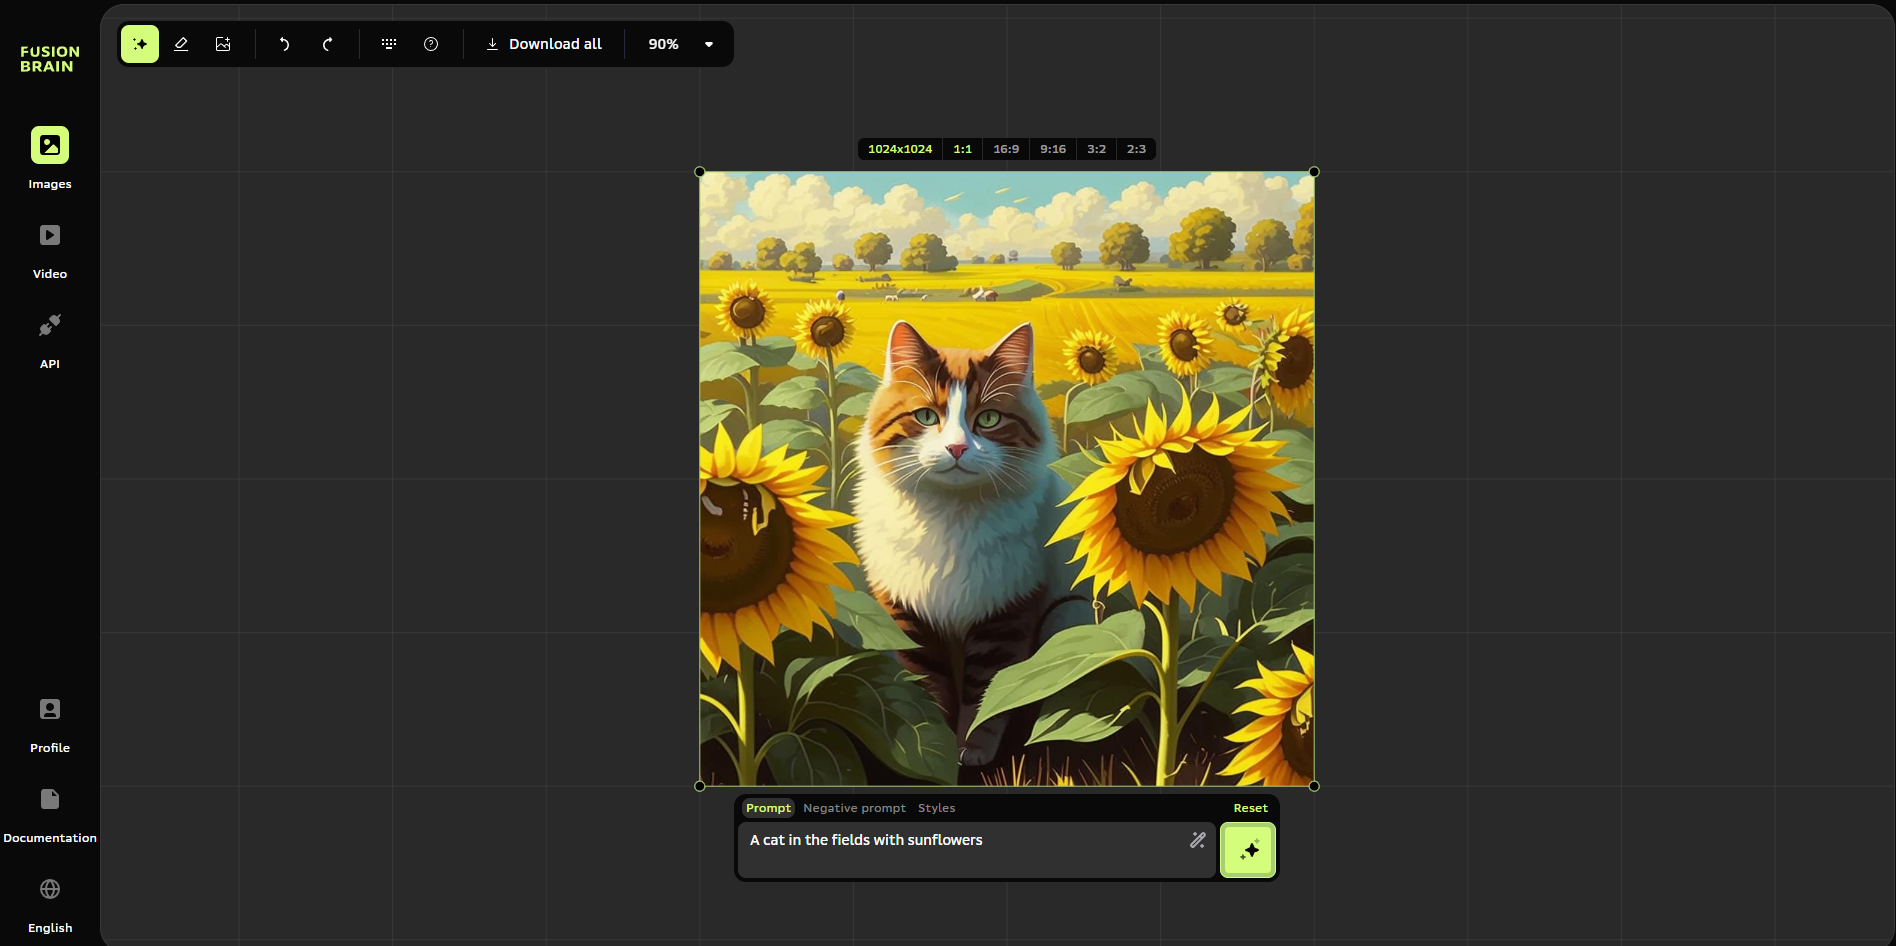 FUSION
BRAIN
Images
Video
API
Profile
Documentation
English
Download all
90%
1024x1024 1:1 16:9 9:16 3:2 2:3
Prompt Negative prompt Styles Reset
A cat in the fields with sunflowers